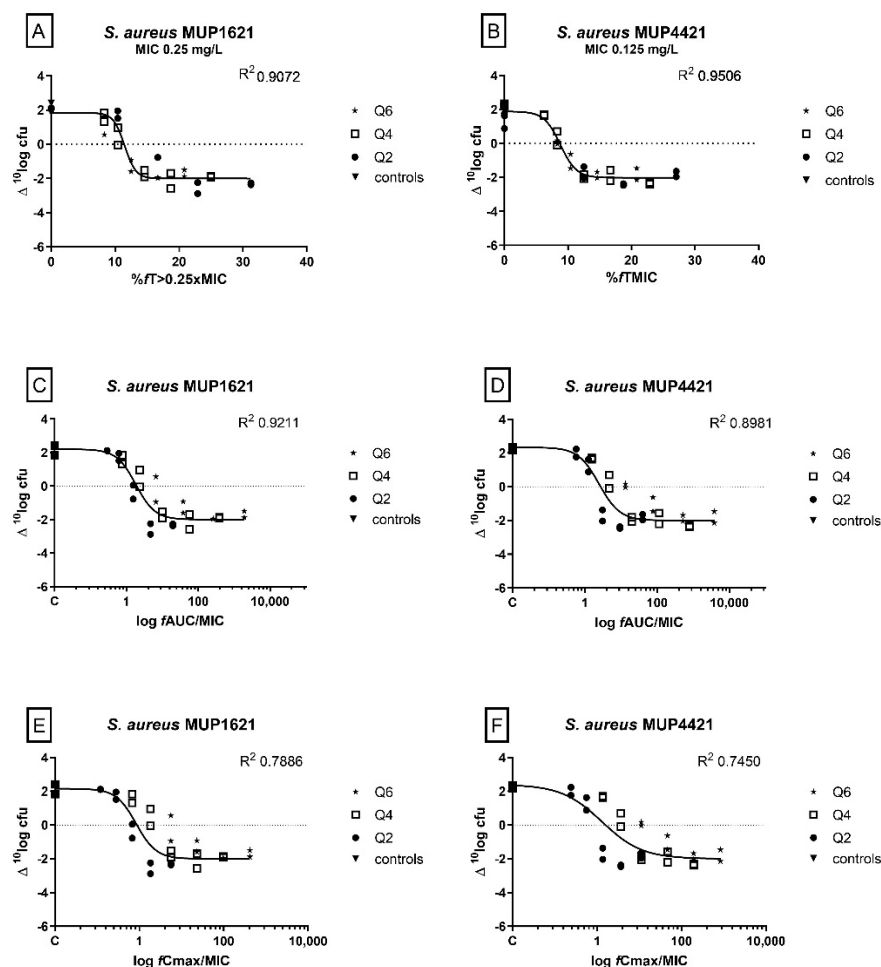 A
S. aureus MUP1621
MIC 0.25 mg/L
R² 0.9072
4
2
0
-2
-4
-6
Δ ¹⁰log cfu
0 10 20 30 40
%fT>0.25xMIC
Q6
Q4
Q2
controls
B
S. aureus MUP4421
MIC 0.125 mg/L
R² 0.9506
4
2
0
-2
-4
-6
Δ ¹⁰log cfu
0 10 20 30 40
%fTMIC
Q6
Q4
Q2
controls
C
S. aureus MUP1621
R² 0.9211
4
2
0
-2
-4
-6
Δ ¹⁰log cfu
C 1 100 10,000
log fAUC/MIC
Q6
Q4
Q2
controls
D
S. aureus MUP4421
R² 0.8981
4
2
0
-2
-4
-6
Δ ¹⁰log cfu
C 1 100 10,000
log fAUC/MIC
Q6
Q4
Q2
controls
E
S. aureus MUP1621
R² 0.7886
4
2
0
-2
-4
-6
Δ ¹⁰log cfu
C 1 100 10,000
log fCmax/MIC
Q6
Q4
Q2
controls
F
S. aureus MUP4421
R² 0.7450
4
2
0
-2
-4
-6
Δ ¹⁰log cfu
C 1 100 10,000
log fCmax/MIC
Q6
Q4
Q2
controls